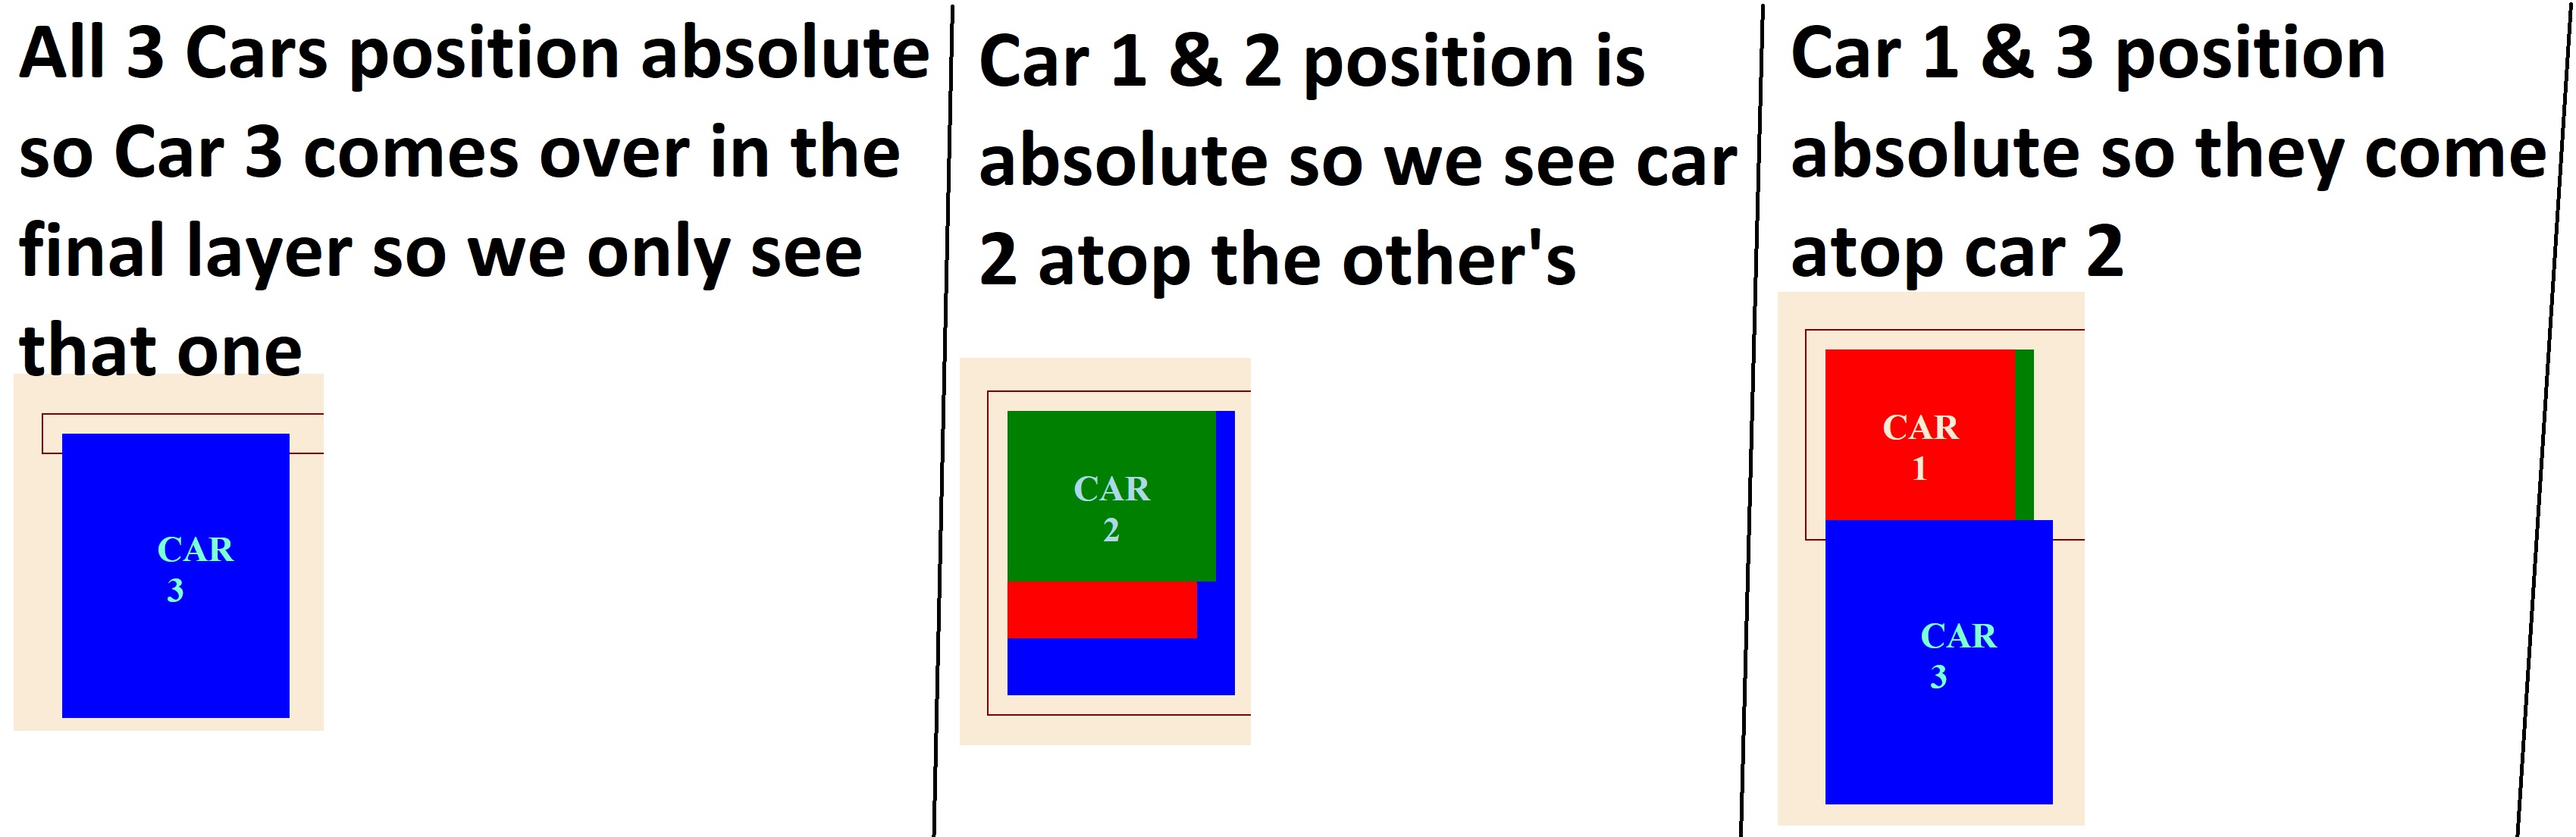 All 3 Cars position absolute
so Car 3 comes over in the
final layer so we only see
that one
CAR
3
Car 1 & 2 position is
absolute so we see car
2 atop the other's
CAR
2
Car 1 & 3 position
absolute so they come
atop car 2
CAR
1
CAR
3